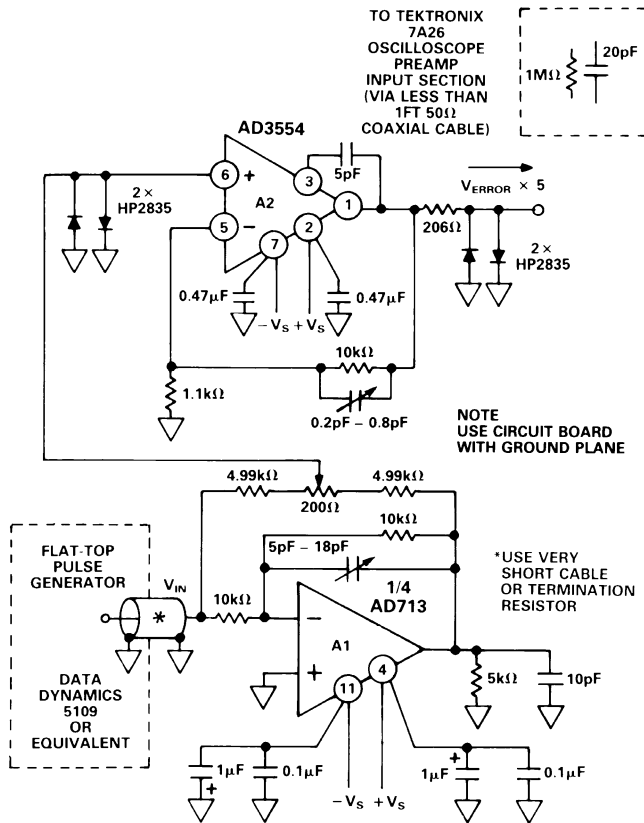 TO TEKTRONIX
7A26
OSCILLOSCOPE
PREAMP
INPUT SECTION
(VIA LESS THAN
1FT 50Ω
COAXIAL CABLE)
1MΩ
20pF
AD3554
5pF
6
+
3
A2
1
5
–
2
7
2 ×
HP2835
VERROR × 5
206Ω
2 ×
HP2835
0.47µF
–VS
+VS
0.47µF
10kΩ
1.1kΩ
0.2pF – 0.8pF
NOTE
USE CIRCUIT BOARD
WITH GROUND PLANE
4.99kΩ
200Ω
4.99kΩ
10kΩ
5pF – 18pF
FLAT-TOP
PULSE
GENERATOR
VIN
*
10kΩ
1/4
AD713
*USE VERY
SHORT CABLE
OR TERMINATION
RESISTOR
–
A1
+
4
11
5kΩ
10pF
DATA
DYNAMICS
5109
OR
EQUIVALENT
1µF
+
0.1µF
–VS
+VS
+
1µF
0.1µF